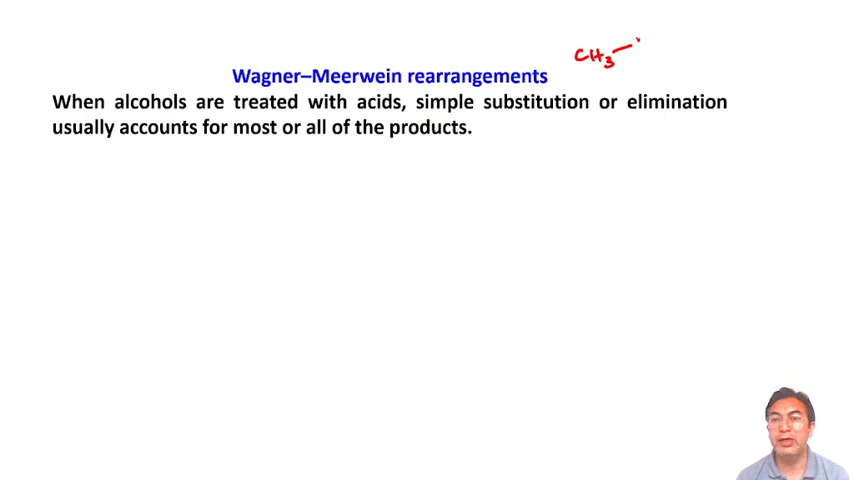 CH3
Wagner–Meerwein rearrangements
When alcohols are treated with acids, simple substitution or elimination
usually accounts for most or all of the products.